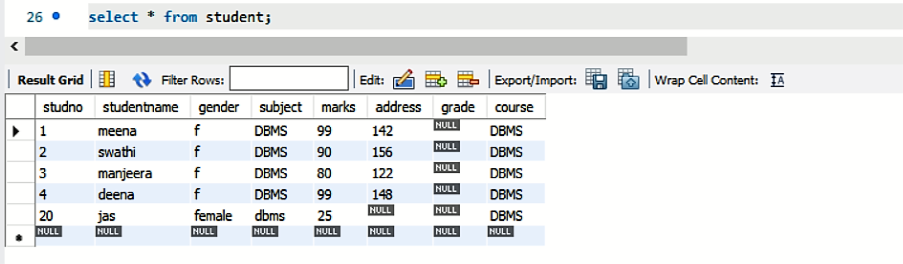 26 select * from student;
Result Grid Filter Rows: Edit: Export/Import: Wrap Cell Content:
studno studentname gender subject marks address grade course
1 meena f DBMS 99 142 NULL DBMS
2 swathi f DBMS 90 156 NULL DBMS
3 manjeera f DBMS 80 122 NULL DBMS
4 deena f DBMS 99 148 NULL DBMS
20 jas female dbms 25 NULL NULL DBMS
NULL NULL NULL NULL NULL NULL NULL NULL